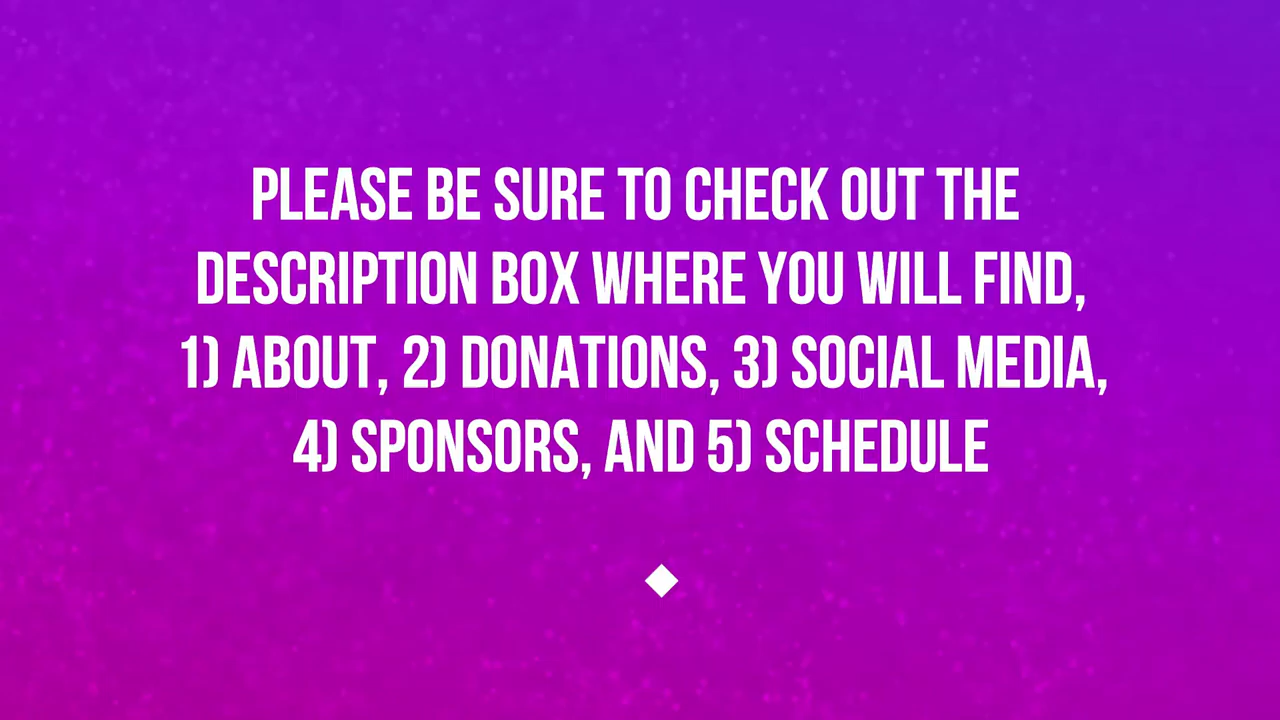 PLEASE BE SURE TO CHECK OUT THE
DESCRIPTION BOX WHERE YOU WILL FIND,
1) ABOUT, 2) DONATIONS, 3) SOCIAL MEDIA,
4) SPONSORS, AND 5) SCHEDULE